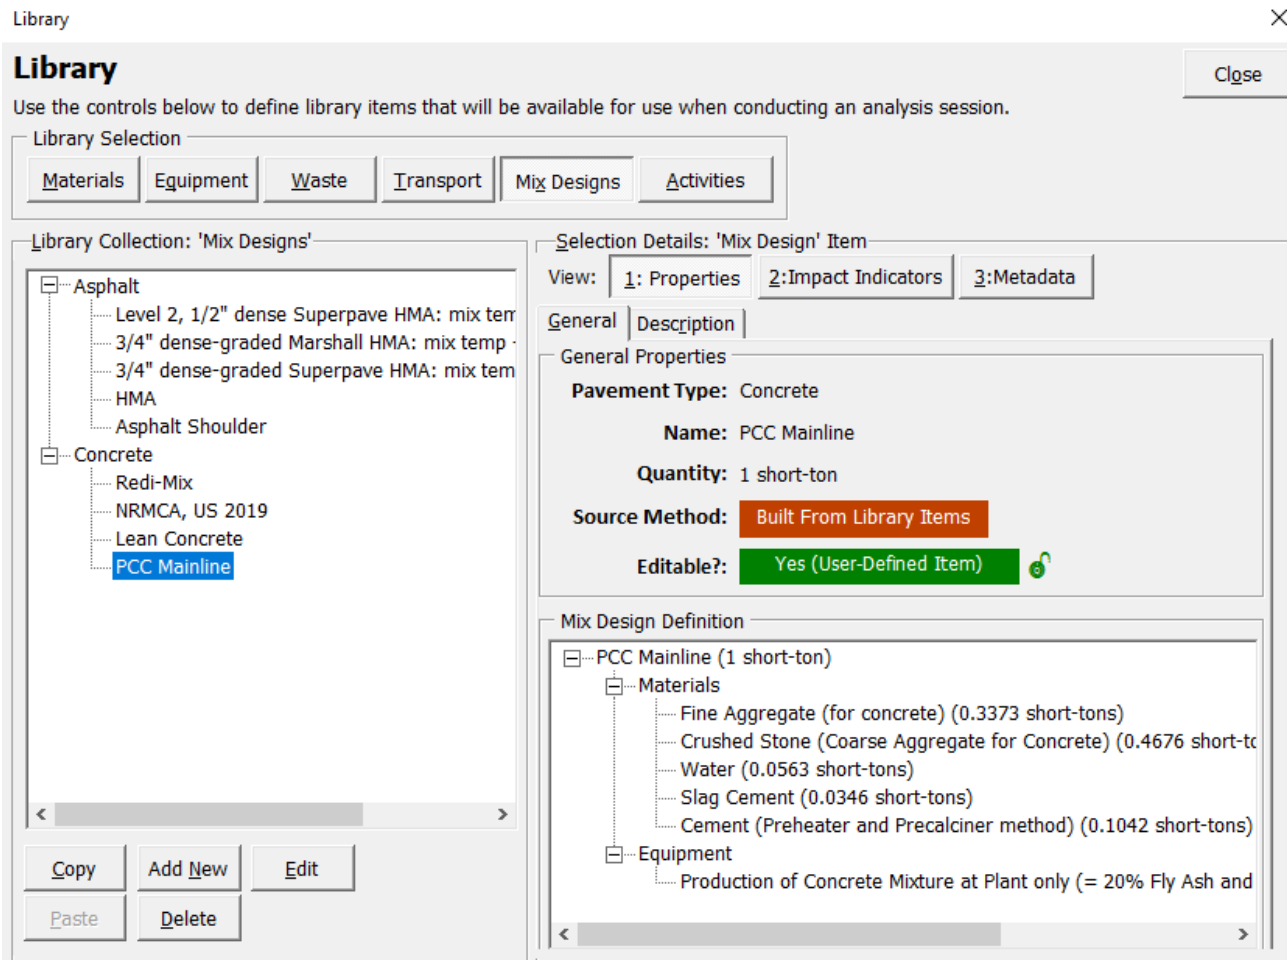 Library
Library
Close
Use the controls below to define library items that will be available for use when conducting an analysis session.
Library Selection
Materials Equipment Waste Transport Mix Designs Activities
Library Collection: 'Mix Designs'
Asphalt
Level 2, 1/2" dense Superpave HMA: mix tem
3/4" dense-graded Marshall HMA: mix temp -
3/4" dense-graded Superpave HMA: mix tem
HMA
Asphalt Shoulder
Concrete
Redi-Mix
NRMCA, US 2019
Lean Concrete
PCC Mainline
Copy Add New Edit
Paste Delete
Selection Details: 'Mix Design' Item
View: 1: Properties 2:Impact Indicators 3:Metadata
General Description
General Properties
Pavement Type: Concrete
Name: PCC Mainline
Quantity: 1 short-ton
Source Method: Built From Library Items
Editable?: Yes (User-Defined Item)
Mix Design Definition
PCC Mainline (1 short-ton)
Materials
Fine Aggregate (for concrete) (0.3373 short-tons)
Crushed Stone (Coarse Aggregate for Concrete) (0.4676 short-to
Water (0.0563 short-tons)
Slag Cement (0.0346 short-tons)
Cement (Preheater and Precalciner method) (0.1042 short-tons)
Equipment
Production of Concrete Mixture at Plant only (= 20% Fly Ash and